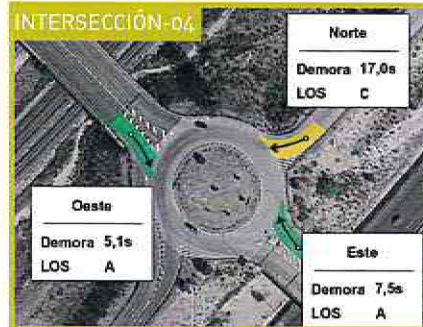 INTERSECCIÓN-04
Norte
Demora 17,0s
LOS C
Oeste
Demora 5,1s
LOS A
Este
Demora 7,5s
LOS A